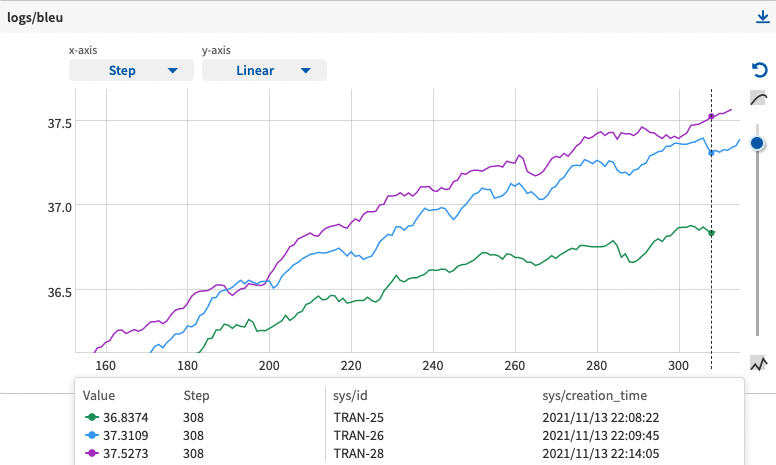 logs/bleu
x-axis y-axis
Step Linear
37.5
37.0
36.5
160 180 200 220 240 260 280 300
Value Step sys/id sys/creation_time
36.8374 308 TRAN-25 2021/11/13 22:08:22
37.3109 308 TRAN-26 2021/11/13 22:09:45
37.5273 308 TRAN-28 2021/11/13 22:14:05